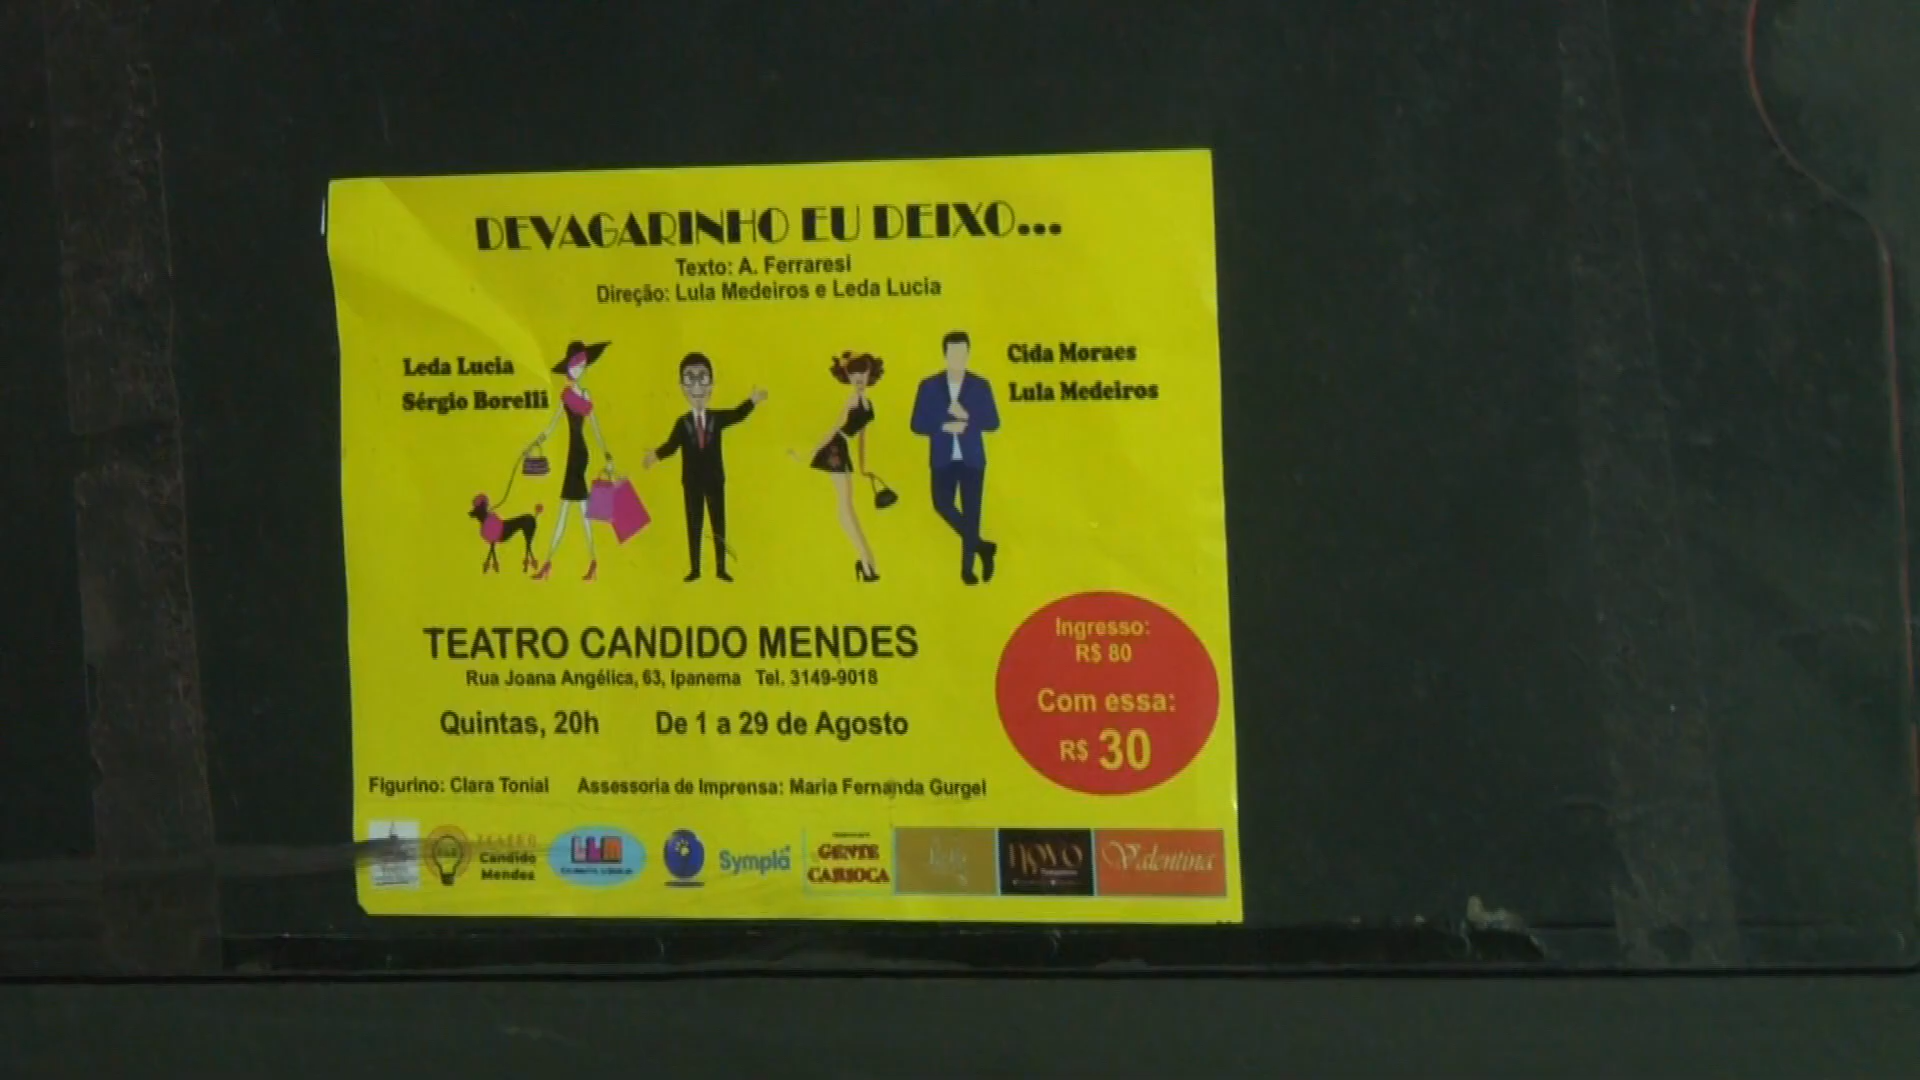 DEVAGARINHO EU DEIXO...
Texto: A. Ferraresi
Direção: Lula Medeiros e Leda Lucia
Leda Lucia
Sérgio Borelli
Cida Moraes
Lula Medeiros
TEATRO CANDIDO MENDES
Rua Joana Angélica, 63, Ipanema Tel. 3149-9018
Quintas, 20h De 1 a 29 de Agosto
Ingresso:
R$ 80
Com essa:
R$ 30
Figurino: Clara Tonial Assessoria de Imprensa: Maria Fernanda Gurgel
TEATRO
Candido
Mendes
LLM
Sympla
GENTE
CARIOCA
NOVO
Valentina